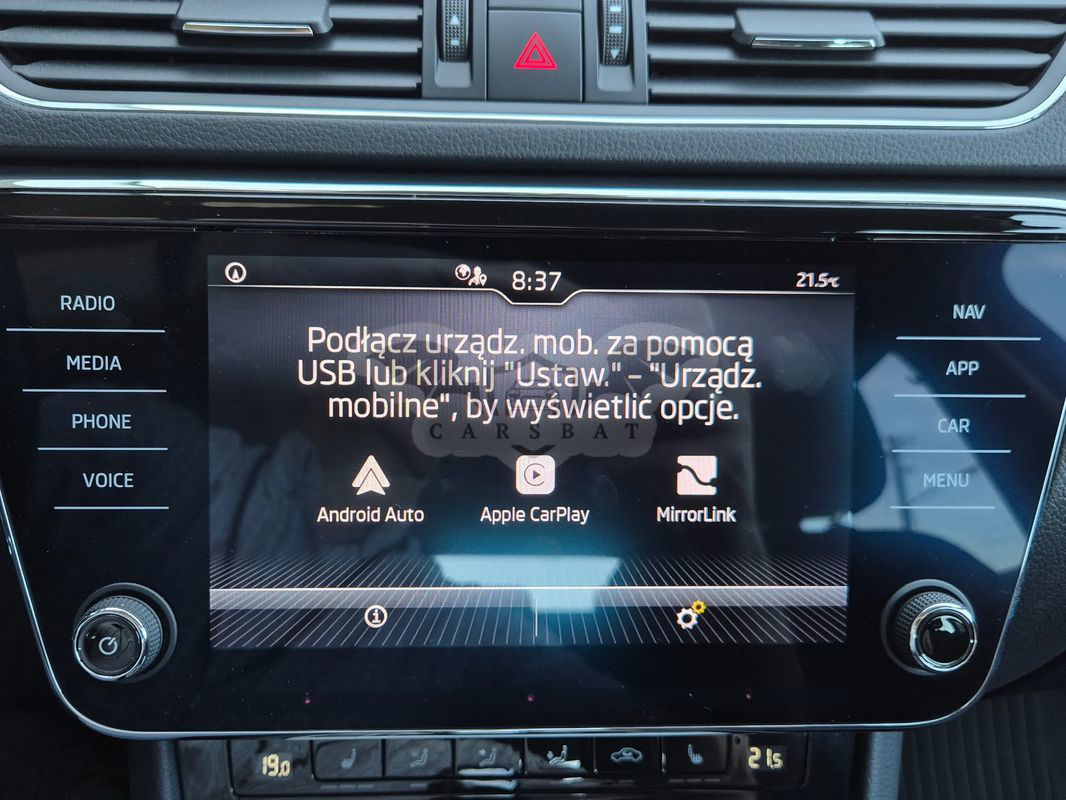 8:37
21.5°C
RADIO
MEDIA
PHONE
VOICE
Podłącz urządz. mob. za pomocą
USB lub kliknij "Ustaw." - "Urządz.
mobilne", by wyświetlić opcje.
CARSBAT
Android Auto
Apple CarPlay
MirrorLink
NAV
APP
CAR
MENU
19.0
21.5